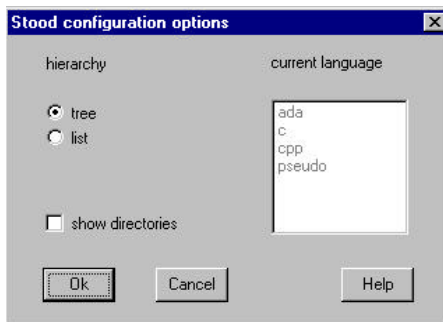 Stood configuration options
hierarchy
current language
tree
list
ada
c
cpp
pseudo
show directories
Ok
Cancel
Help